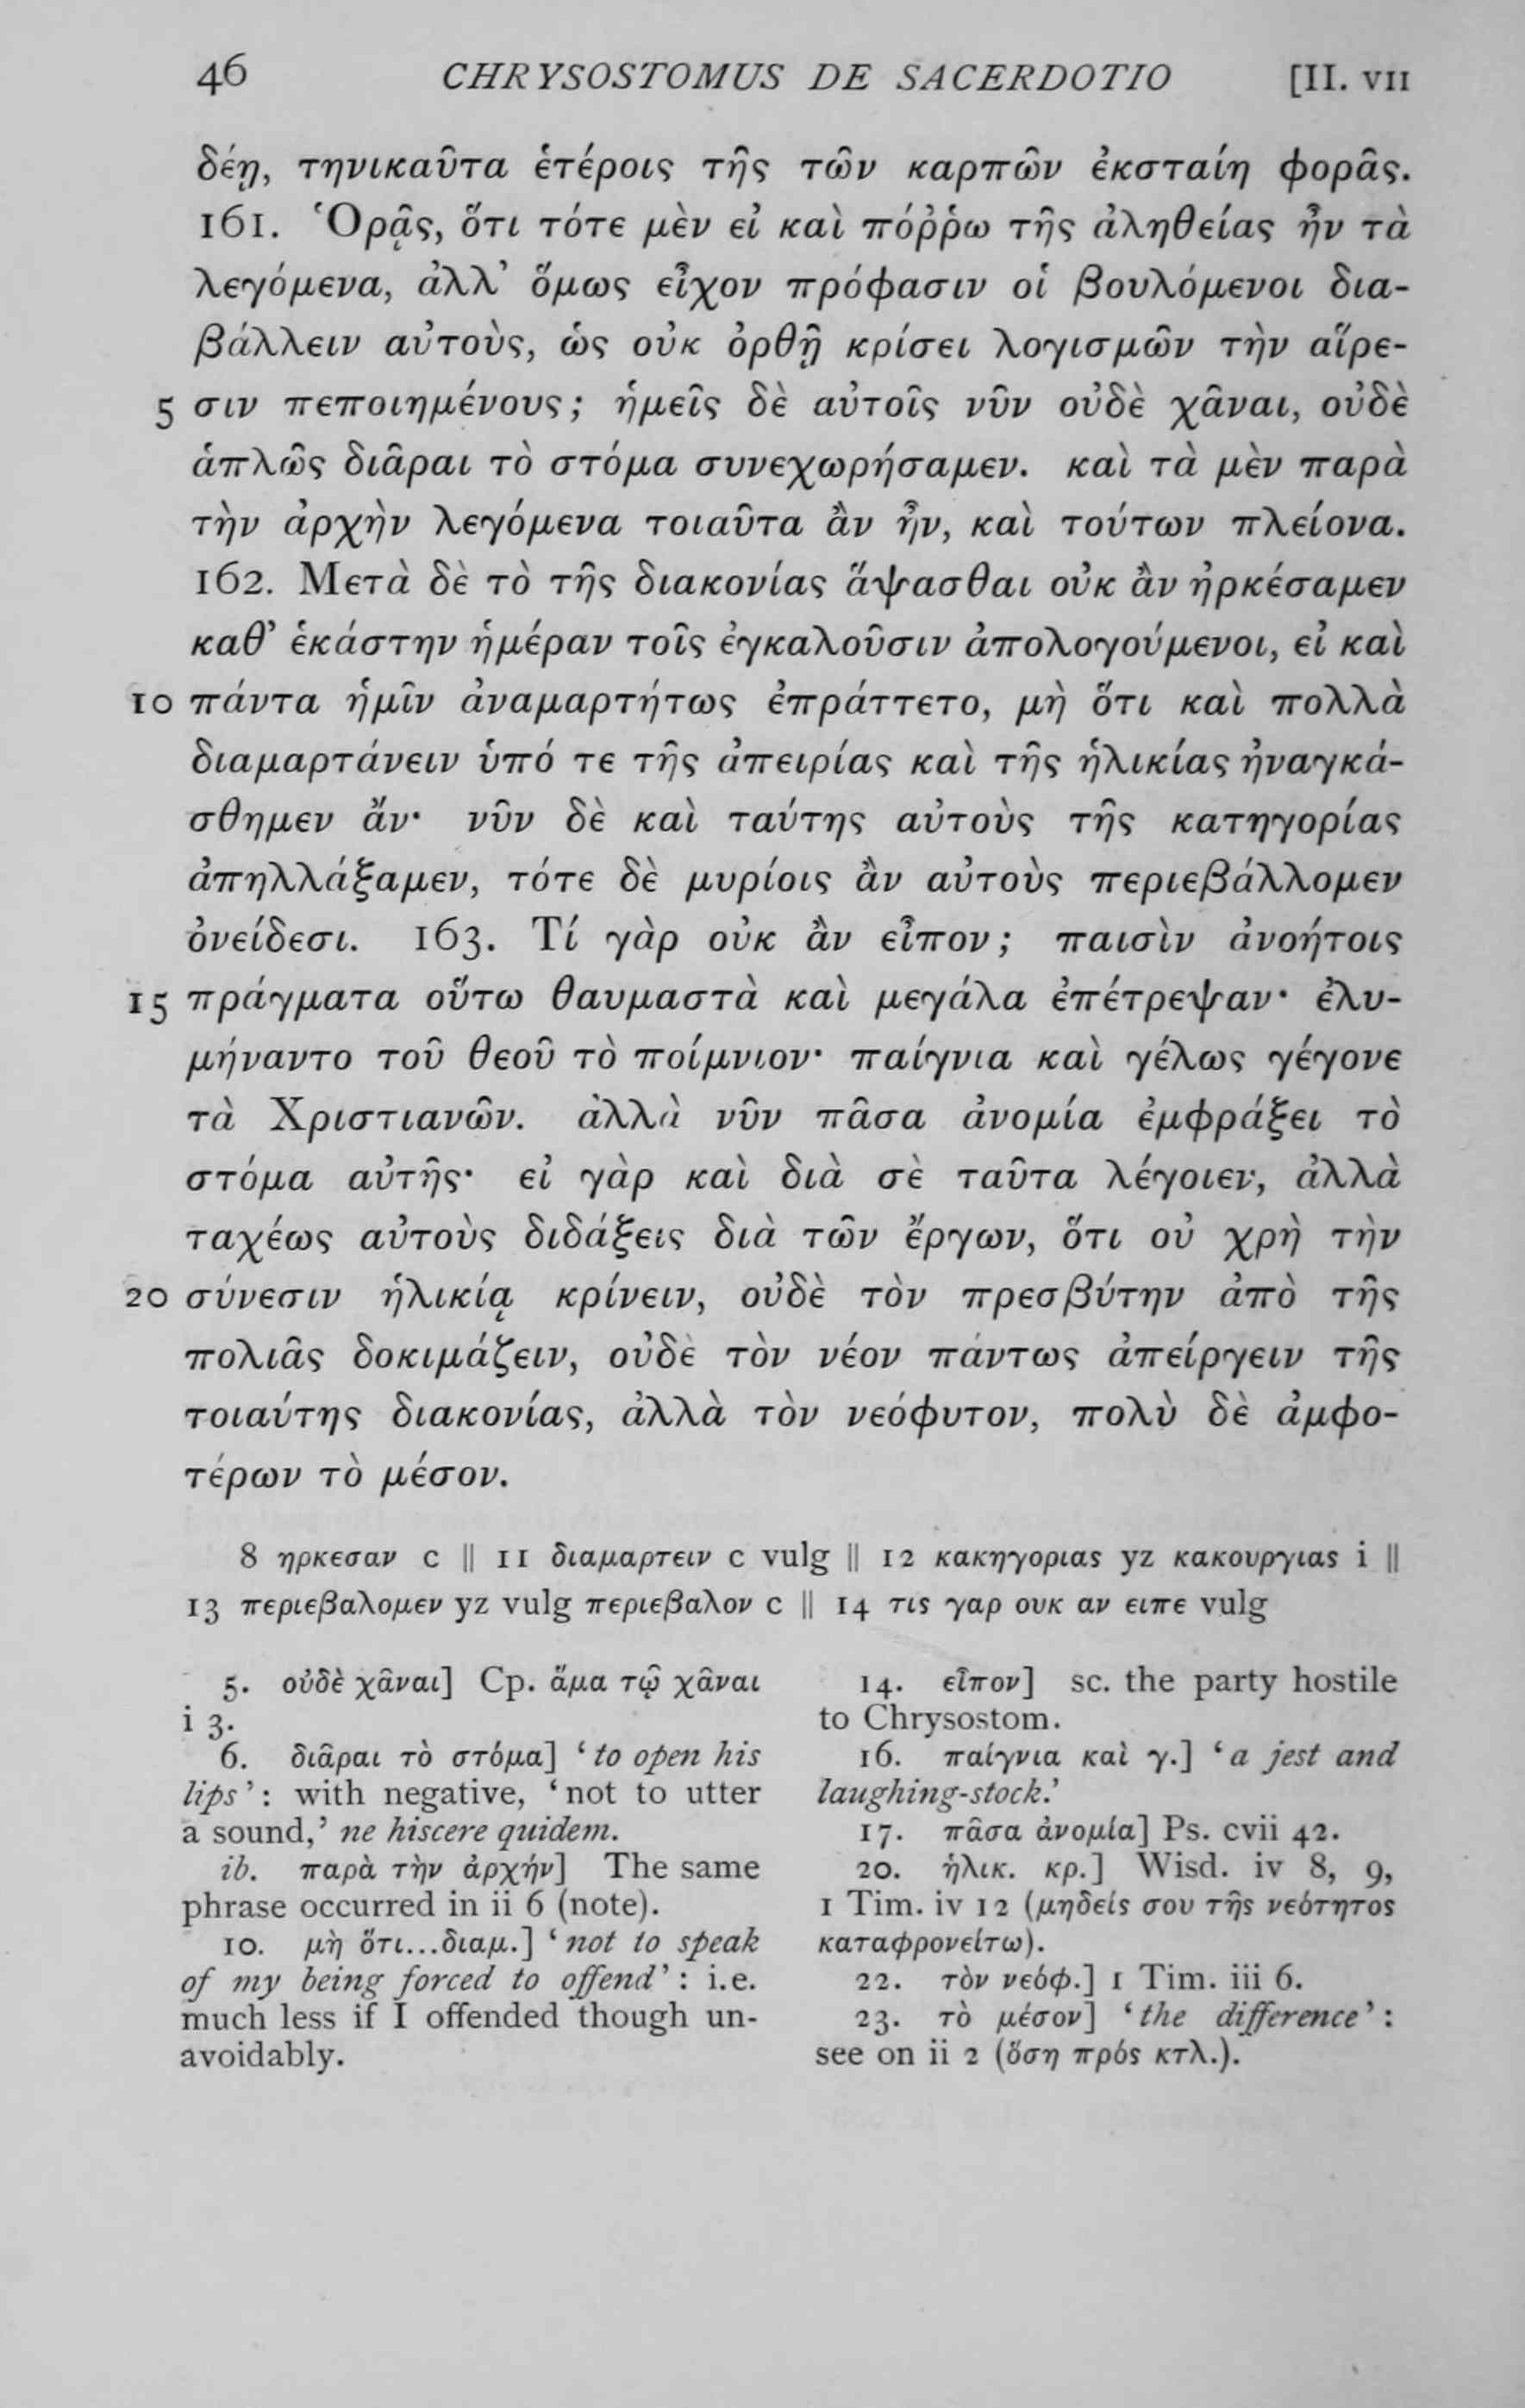 46 CHRYSOSTOMUS DE SACERDOTIO [II. VII
δέῃ, τηνικαῦτα ἑτέροις τῆς τῶν καρπῶν ἐκσταίη φορᾶς.
161. Ὁρᾷς, ὅτι τότε μὲν εἰ καὶ πόῤῥω τῆς ἀληθείας ἦν τὰ
λεγόμενα, ἀλλ’ ὅμως εἶχον πρόφασιν οἱ βουλόμενοι δια-
βάλλειν αὐτοὺς, ὡς οὐκ ὀρθῇ κρίσει λογισμῶν τὴν αἵρε-
5 σιν πεποιημένους; ἡμεῖς δὲ αὐτοῖς νῦν οὐδὲ χᾶναι, οὐδὲ
ἁπλῶς διᾶραι τὸ στόμα συνεχωρήσαμεν. καὶ τὰ μὲν παρὰ
τὴν ἀρχὴν λεγόμενα τοιαῦτα ἂν ἦν, καὶ τούτων πλείονα.
162. Μετὰ δὲ τὸ τῆς διακονίας ἅψασθαι οὐκ ἂν ἠρκέσαμεν
καθ’ ἑκάστην ἡμέραν τοῖς ἐγκαλοῦσιν ἀπολογούμενοι, εἰ καὶ
10 πάντα ἡμῖν ἀναμαρτήτως ἐπράττετο, μὴ ὅτι καὶ πολλὰ
διαμαρτάνειν ὑπό τε τῆς ἀπειρίας καὶ τῆς ἡλικίας ἠναγκά-
σθημεν ἄν· νῦν δὲ καὶ ταύτης αὐτοὺς τῆς κατηγορίας
ἀπηλλάξαμεν, τότε δὲ μυρίοις ἂν αὐτοὺς περιεβάλλομεν
ὀνείδεσι. 163. Τί γὰρ οὐκ ἂν εἶπον; παισὶν ἀνοήτοις
15 πράγματα οὕτω θαυμαστὰ καὶ μεγάλα ἐπέτρεψαν· ἐλυ-
μήναντο τοῦ θεοῦ τὸ ποίμνιον· παίγνια καὶ γέλως γέγονε
τὰ Χριστιανῶν. ἀλλὰ νῦν πᾶσα ἀνομία ἐμφράξει τὸ
στόμα αὐτῆς· εἰ γὰρ καὶ διὰ σὲ ταῦτα λέγοιεν, ἀλλὰ
ταχέως αὐτοὺς διδάξεις διὰ τῶν ἔργων, ὅτι οὐ χρὴ τὴν
20 σύνεσιν ἡλικίᾳ κρίνειν, οὐδὲ τὸν πρεσβύτην ἀπὸ τῆς
πολιᾶς δοκιμάζειν, οὐδὲ τὸν νέον πάντως ἀπείργειν τῆς
τοιαύτης διακονίας, ἀλλὰ τὸν νεόφυτον, πολὺ δὲ ἀμφο-
τέρων τὸ μέσον.
8 ηρκεσαν c || 11 διαμαρτειν c vulg || 12 κακηγοριας yz κακουργιας i ||
13 περιεβαλομεν yz vulg περιεβαλον c || 14 τις γαρ ουκ αν ειπε vulg
5. οὐδὲ χᾶναι] Cp. ἅμα τῷ χᾶναι
i 3.
6. διᾶραι τὸ στόμα] ‘to open his
lips’: with negative, ‘not to utter
a sound,’ ne hiscere quidem.
ib. παρὰ τὴν ἀρχήν] The same
phrase occurred in ii 6 (note).
10. μὴ ὅτι...διαμ.] ‘not to speak
of my being forced to offend’: i.e.
much less if I offended though un-
avoidably.
14. εἶπον] sc. the party hostile
to Chrysostom.
16. παίγνια καὶ γ.] ‘a jest and
laughing-stock.’
17. πᾶσα ἀνομία] Ps. cvii 42.
20. ἡλικ. κρ.] Wisd. iv 8, 9,
1 Tim. iv 12 (μηδείς σου τῆς νεότητος
καταφρονείτω).
22. τὸν νεόφ.] 1 Tim. iii 6.
23. τὸ μέσον] ‘the difference’:
see on ii 2 (ὅση πρός κτλ.).